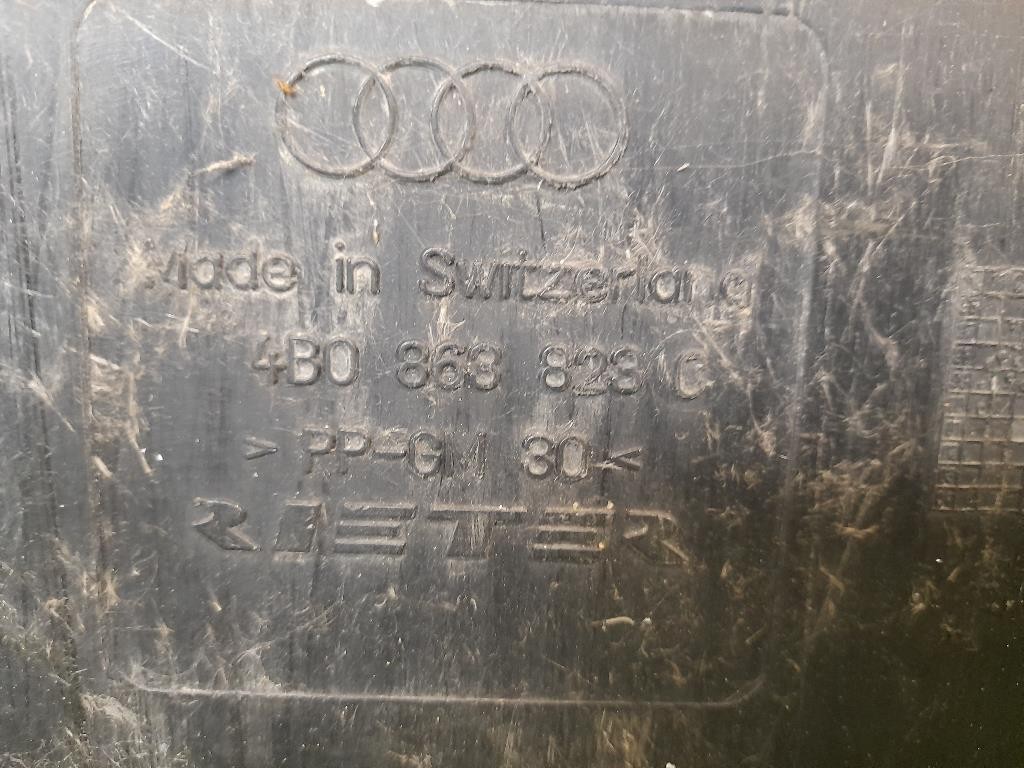 Made in Switzerland
4B0 863 823 C
> PP-GM 30 <
RIETER